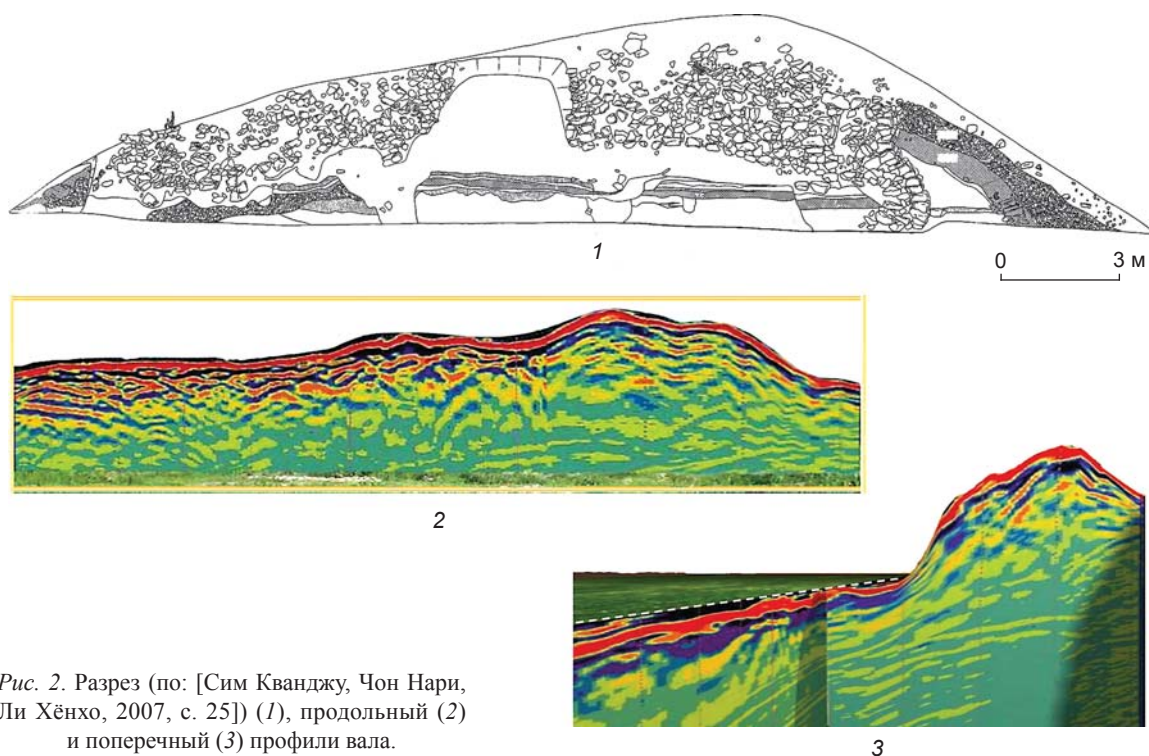 1
0 3 м
2
3
Рис. 2. Разрез (по: [Сим Кванджу, Чон Нари,
Ли Хёнхо, 2007, с. 25]) (1), продольный (2)
и поперечный (3) профили вала.